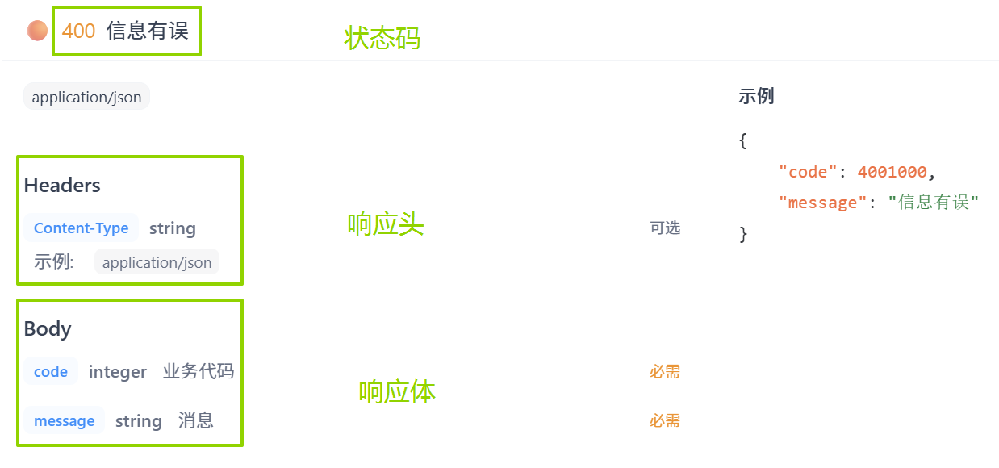 400 信息有误 状态码
application/json
示例
{
"code": 4001000,
"message": "信息有误"
}
Headers
Content-Type string 响应头 可选
示例: application/json
Body
code integer 业务代码 必需
响应体
message string 消息 必需